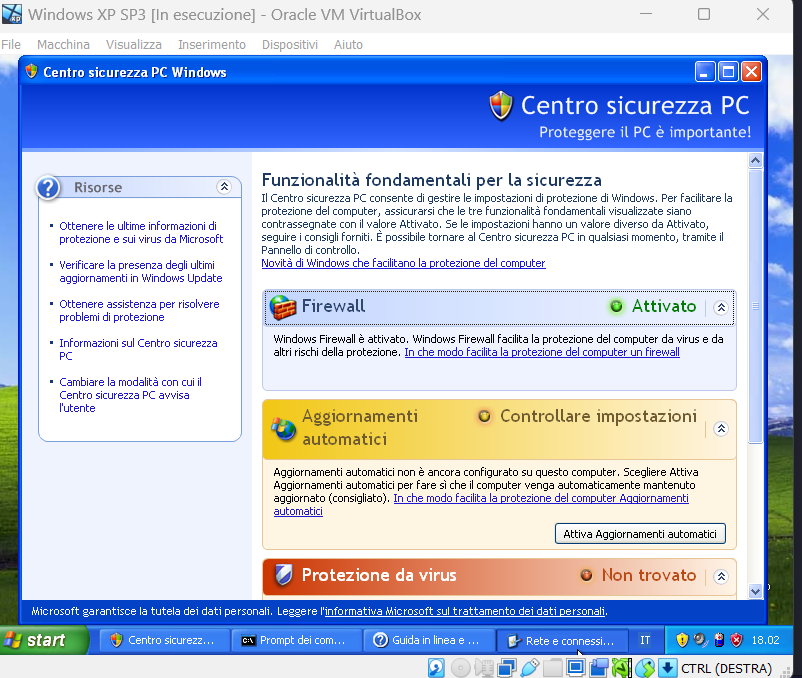 Windows XP SP3 [In esecuzione] - Oracle VM VirtualBox
File Macchina Visualizza Inserimento Dispositivi Aiuto
Centro sicurezza PC Windows
Centro sicurezza PC
Proteggere il PC è importante!
Risorse
Ottenere le ultime informazioni di
protezione e sui virus da Microsoft
Verificare la presenza degli ultimi
aggiornamenti in Windows Update
Ottenere assistenza per risolvere
problemi di protezione
Informazioni sul Centro sicurezza
PC
Cambiare la modalità con cui il
Centro sicurezza PC avvisa
l'utente
Funzionalità fondamentali per la sicurezza
Il Centro sicurezza PC consente di gestire le impostazioni di protezione di Windows. Per facilitare la
protezione del computer, assicurarsi che le tre funzionalità fondamentali visualizzate siano
contrassegnate con il valore Attivato. Se le impostazioni hanno un valore diverso da Attivato,
seguire i consigli forniti. È possibile tornare al Centro sicurezza PC in qualsiasi momento, tramite il
Pannello di controllo.
Novità di Windows che facilitano la protezione del computer
Firewall Attivato
Windows Firewall è attivato. Windows Firewall facilita la protezione del computer da virus e da
altri rischi della protezione. In che modo facilita la protezione del computer un firewall
Aggiornamenti Controllare impostazioni
automatici
Aggiornamenti automatici non è ancora configurato su questo computer. Scegliere Attiva
Aggiornamenti automatici per fare sì che il computer venga automaticamente mantenuto
aggiornato (consigliato). In che modo facilita la protezione del computer Aggiornamenti
automatici
Attiva Aggiornamenti automatici
Protezione da virus Non trovato
Microsoft garantisce la tutela dei dati personali. Leggere l'informativa Microsoft sul trattamento dei dati personali.
start Centro sicurezz... Prompt dei com... Guida in linea e ... Rete e connessi... IT 18.02
CTRL (DESTRA)